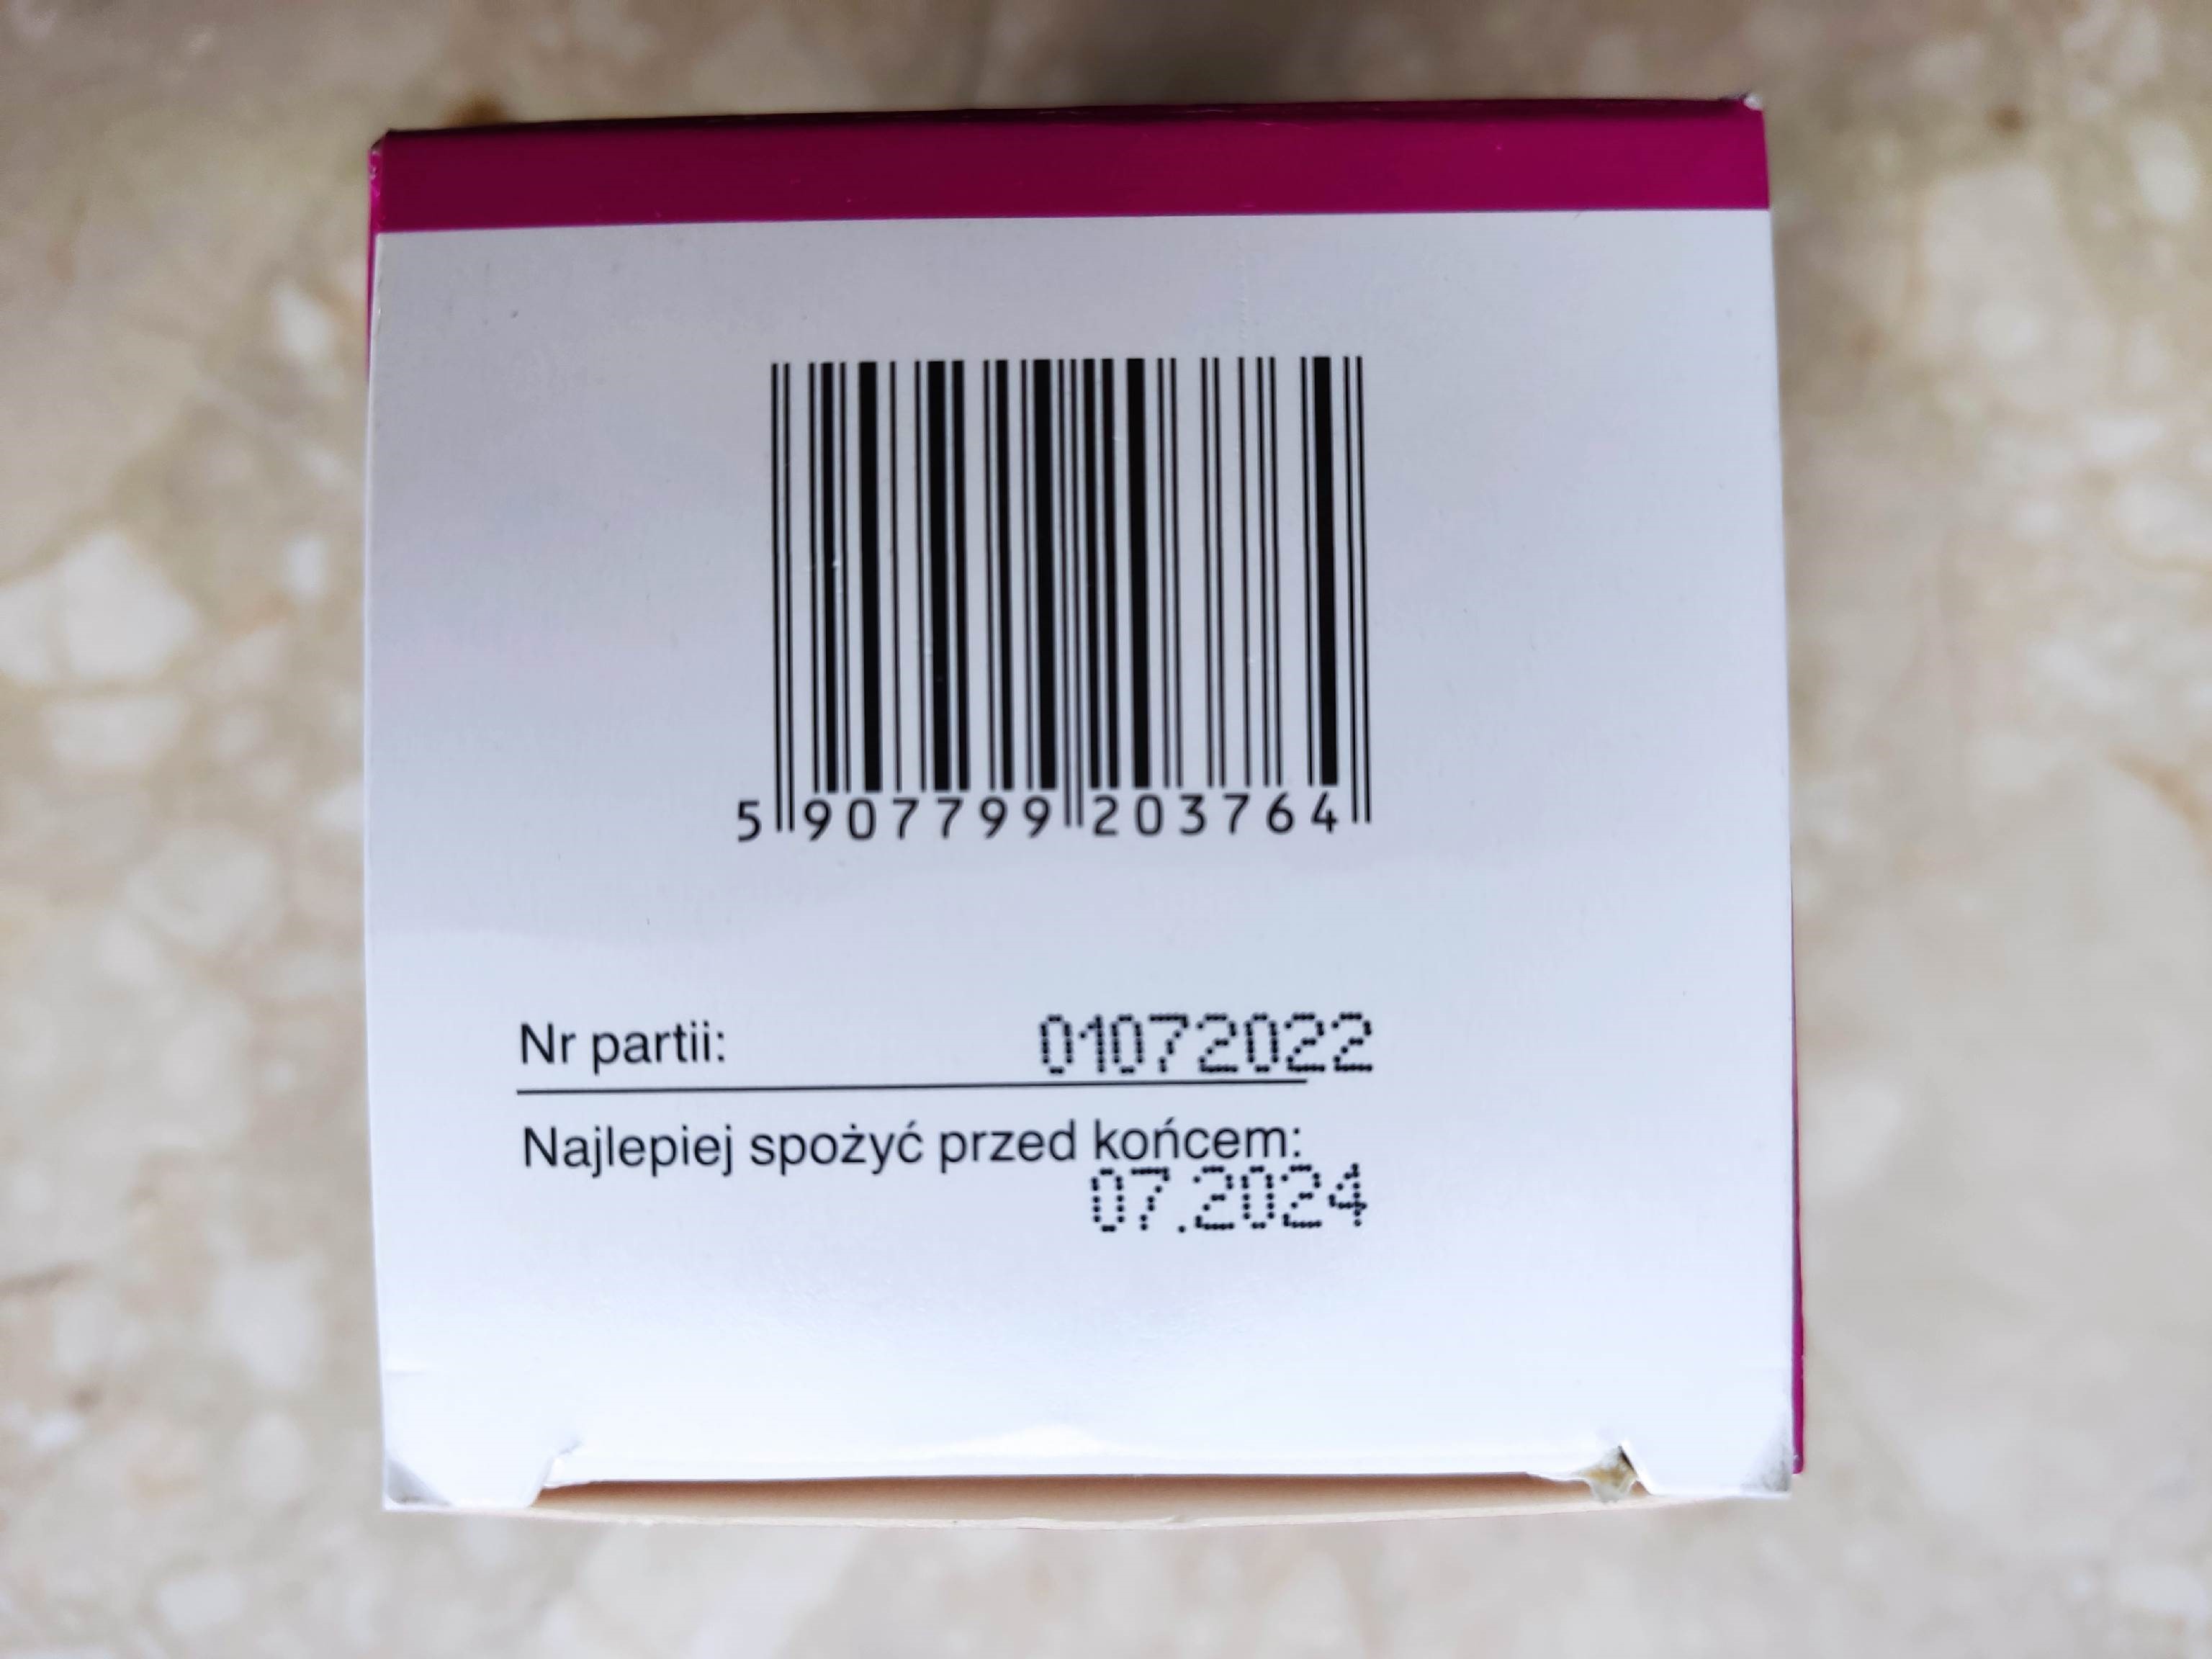 5 907799 203764
Nr partii: 01072022
Najlepiej spożyć przed końcem:
07.2024